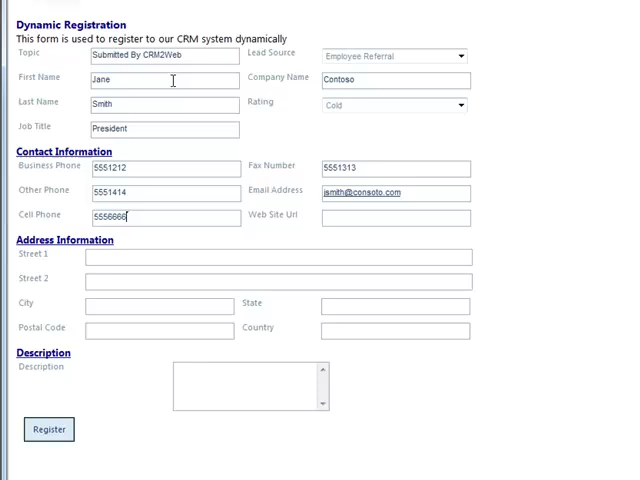 Dynamic Registration
This form is used to register to our CRM system dynamically
Topic Submitted By CRM2Web Lead Source Employee Referral
First Name Jane Company Name Contoso
Last Name Smith Rating Cold
Job Title President
Contact Information
Business Phone 5551212 Fax Number 5551313
Other Phone 5551414 Email Address jsmith@consoto.com
Cell Phone 5556666 Web Site Url
Address Information
Street 1
Street 2
City State
Postal Code Country
Description
Description
Register